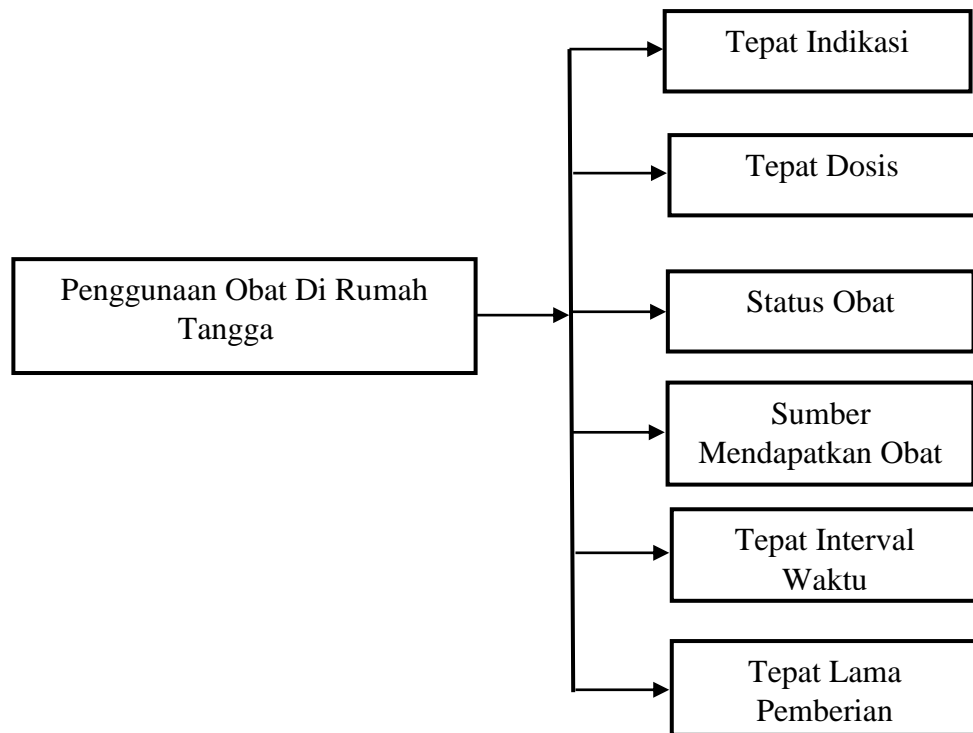 Tepat Indikasi
Tepat Dosis
Penggunaan Obat Di Rumah
Tangga
Status Obat
Sumber
Mendapatkan Obat
Tepat Interval
Waktu
Tepat Lama
Pemberian